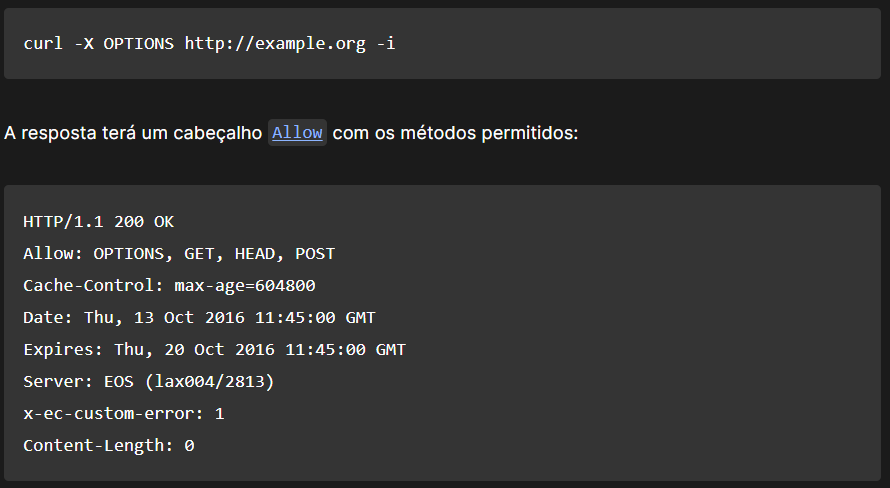 curl -X OPTIONS http://example.org -i
A resposta terá um cabeçalho Allow com os métodos permitidos:
HTTP/1.1 200 OK
Allow: OPTIONS, GET, HEAD, POST
Cache-Control: max-age=604800
Date: Thu, 13 Oct 2016 11:45:00 GMT
Expires: Thu, 20 Oct 2016 11:45:00 GMT
Server: EOS (lax004/2813)
x-ec-custom-error: 1
Content-Length: 0